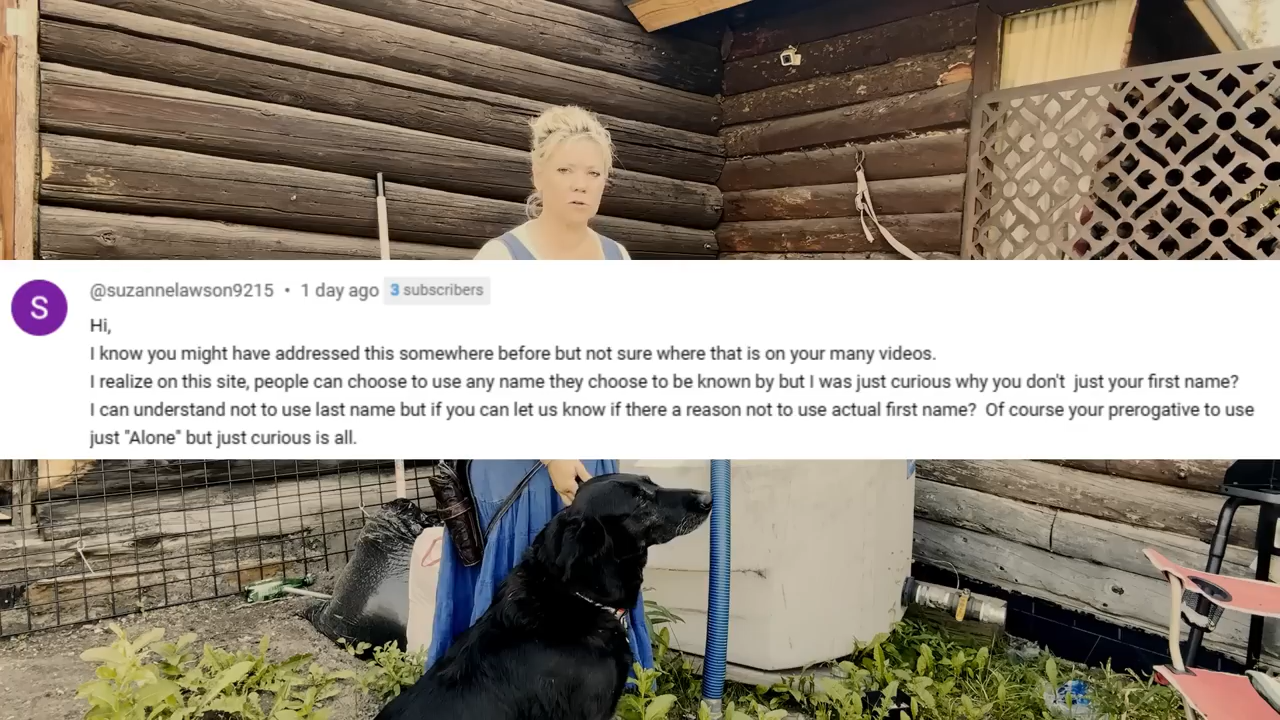 S
@suzannelawson9215 • 1 day ago 3 subscribers
Hi,
I know you might have addressed this somewhere before but not sure where that is on your many videos.
I realize on this site, people can choose to use any name they choose to be known by but I was just curious why you don't  just your first name?
I can understand not to use last name but if you can let us know if there a reason not to use actual first name?  Of course your prerogative to use
just "Alone" but just curious is all.